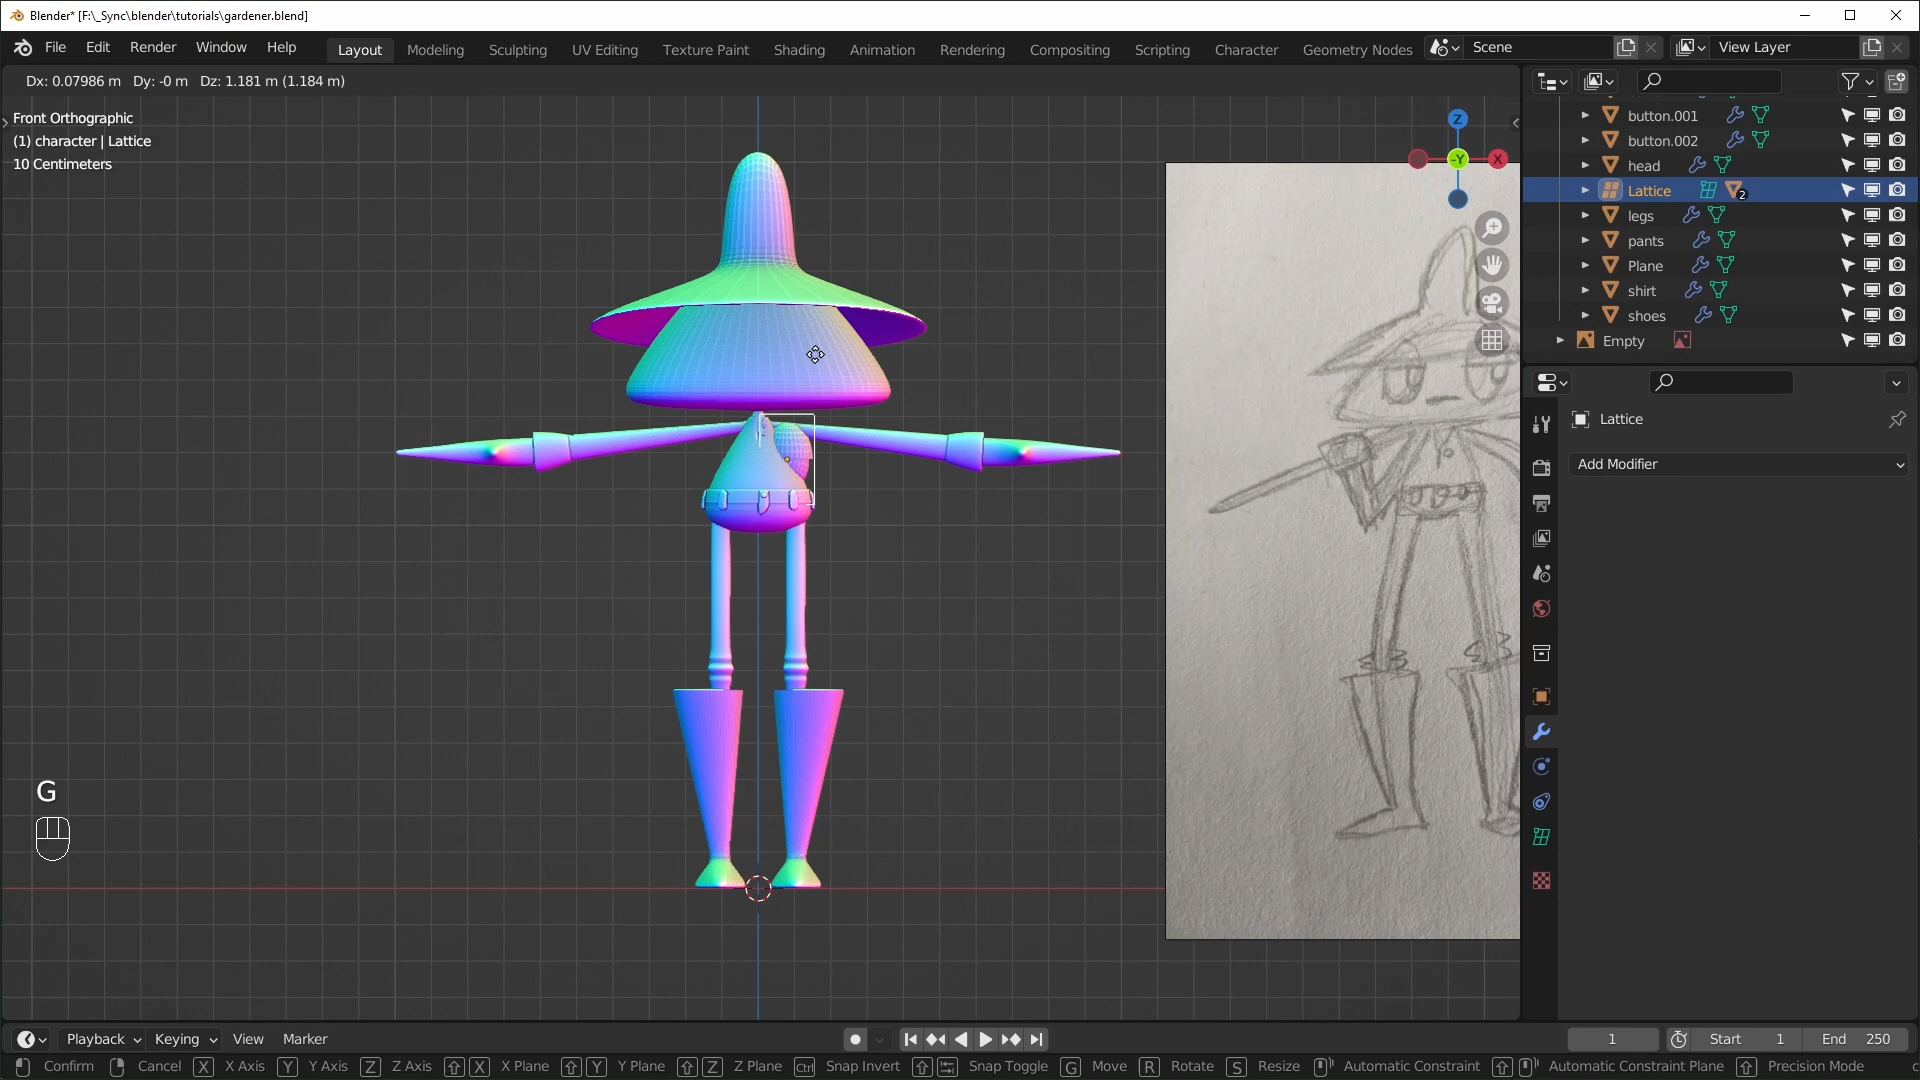 Blender* [F:\_Sync\blender\tutorials\gardener.blend]
File Edit Render Window Help Layout Modeling Sculpting UV Editing Texture Paint Shading Animation Rendering Compositing Scripting Character Geometry Nodes Scene View Layer
Dx: 0.07986 m Dy: -0 m Dz: 1.181 m (1.184 m)
Front Orthographic
(1) character | Lattice
10 Centimeters
Z
-Y
X
button.001
button.002
head
Lattice 2
legs
pants
Plane
shirt
shoes
Empty
Lattice
Add Modifier
G
Playback Keying View Marker 1 Start 1 End 250
Confirm Cancel X X Axis Y Y Axis Z Z Axis X X Plane Y Y Plane Z Z Plane Ctrl Snap Invert Snap Toggle G Move R Rotate S Resize Automatic Constraint Automatic Constraint Plane Precision Mode